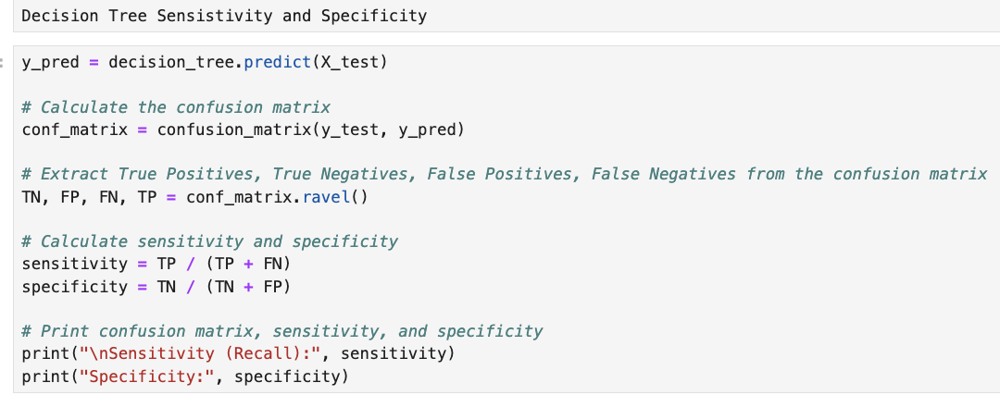 Decision Tree Sensistivity and Specificity
:
y_pred = decision_tree.predict(X_test)
# Calculate the confusion matrix
conf_matrix = confusion_matrix(y_test, y_pred)
# Extract True Positives, True Negatives, False Positives, False Negatives from the confusion matrix
TN, FP, FN, TP = conf_matrix.ravel()
# Calculate sensitivity and specificity
sensitivity = TP / (TP + FN)
specificity = TN / (TN + FP)
# Print confusion matrix, sensitivity, and specificity
print("\nSensitivity (Recall):", sensitivity)
print("Specificity:", specificity)